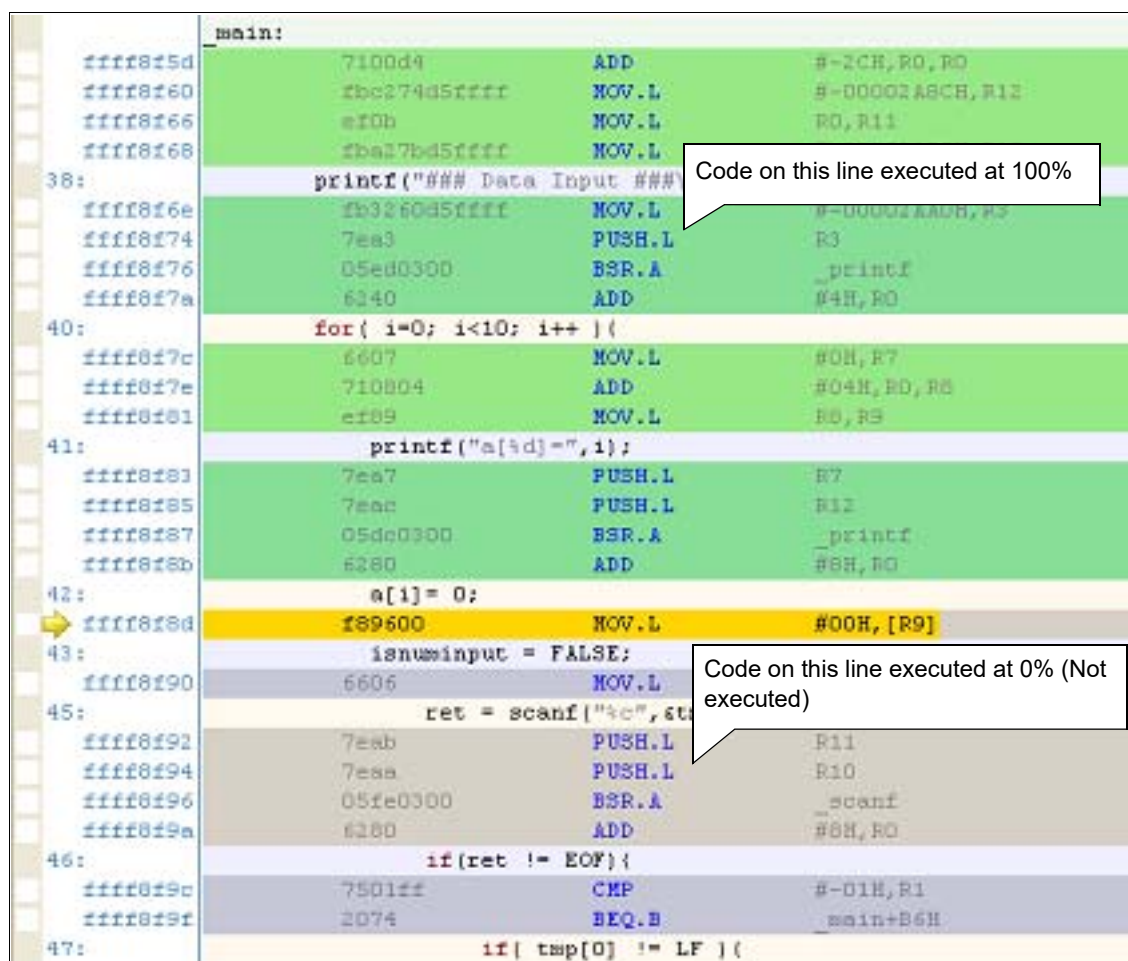 _main:
ffff8f5d 7100d4 ADD #-2CH,R0,R0
ffff8f60 fbc274d5ffff MOV.L #-00002A8CH,R12
ffff8f66 ef0b MOV.L R0,R11
ffff8f68 fba27bd5ffff MOV.L
Code on this line executed at 100%
38: printf("### Data Input ###\
ffff8f6e fb3260d5ffff MOV.L #-00002AA0H,R3
ffff8f74 7ea3 PUSH.L R3
ffff8f76 05ed0300 BSR.A _printf
ffff8f7a 6240 ADD #4H,R0
40: for( i=0; i<10; i++ ){
ffff8f7c 6607 MOV.L #0H,R7
ffff8f7e 710804 ADD #04H,R0,R8
ffff8f81 ef89 MOV.L R8,R9
41: printf("a[%d]=",i);
ffff8f83 7ea7 PUSH.L R7
ffff8f85 7eac PUSH.L R12
ffff8f87 05dc0300 BSR.A _printf
ffff8f8b 6280 ADD #8H,R0
42: a[i]= 0;
ffff8f8d f89600 MOV.L #00H,[R9]
43: isnuminput = FALSE;
Code on this line executed at 0% (Not
executed)
ffff8f90 6606 MOV.L
45: ret = scanf("%c",&t
ffff8f92 7eab PUSH.L R11
ffff8f94 7eaa PUSH.L R10
ffff8f96 05fe0300 BSR.A _scanf
ffff8f9a 6280 ADD #8H,R0
46: if(ret != EOF){
ffff8f9c 7501ff CMP #-01H,R1
ffff8f9f 2074 BEQ.B _main+B6H
47: if( tmp[0] != LF ){